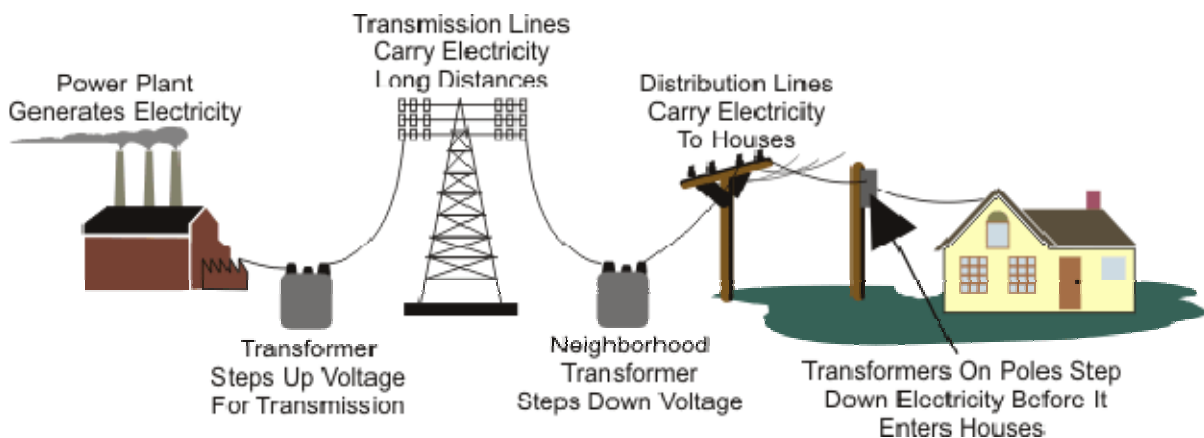 Power Plant
Generates Electricity
Transformer
Steps Up Voltage
For Transmission
Transmission Lines
Carry Electricity
Long Distances
Neighborhood
Transformer
Steps Down Voltage
Distribution Lines
Carry Electricity
To Houses
Transformers On Poles Step
Down Electricity Before It
Enters Houses